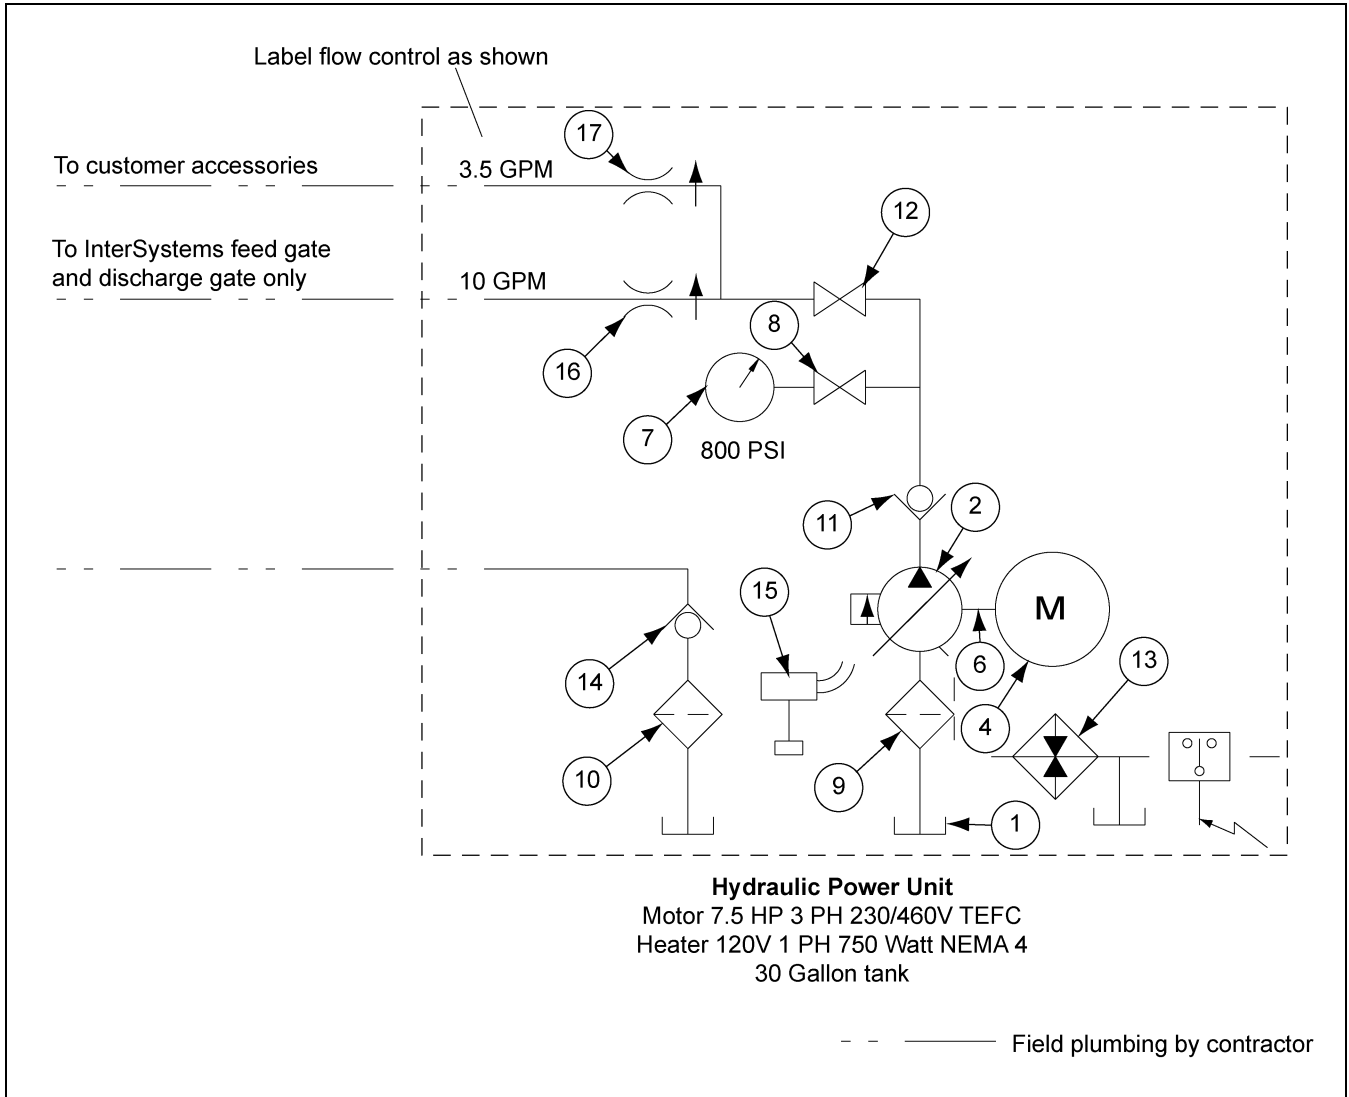 Label flow control as shown
17
To customer accessories
3.5 GPM
12
To InterSystems feed gate
and discharge gate only
10 GPM
8
16
7
800 PSI
11
2
15
M
6
13
14
4
10
9
1
Hydraulic Power Unit
Motor 7.5 HP 3 PH 230/460V TEFC
Heater 120V 1 PH 750 Watt NEMA 4
30 Gallon tank
Field plumbing by contractor